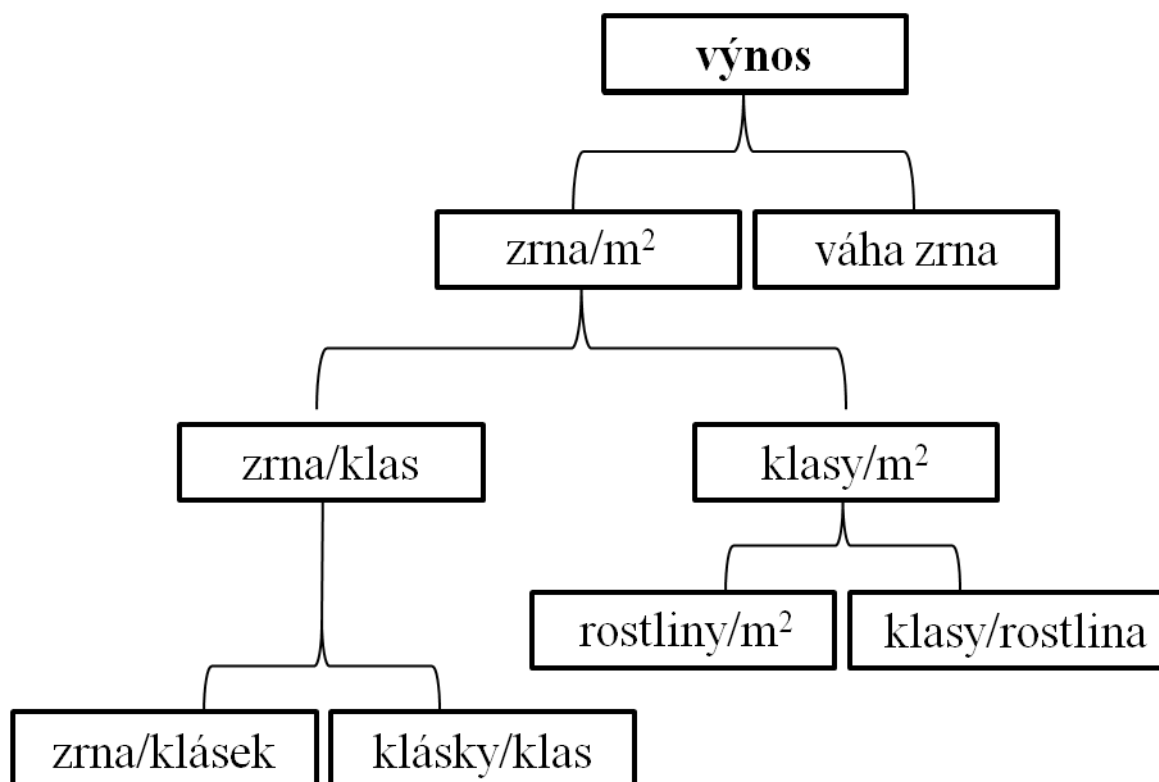 výnos
zrna/m²
váha zrna
zrna/klas
klasy/m²
rostliny/m²
klasy/rostlina
zrna/klásek
klásky/klas